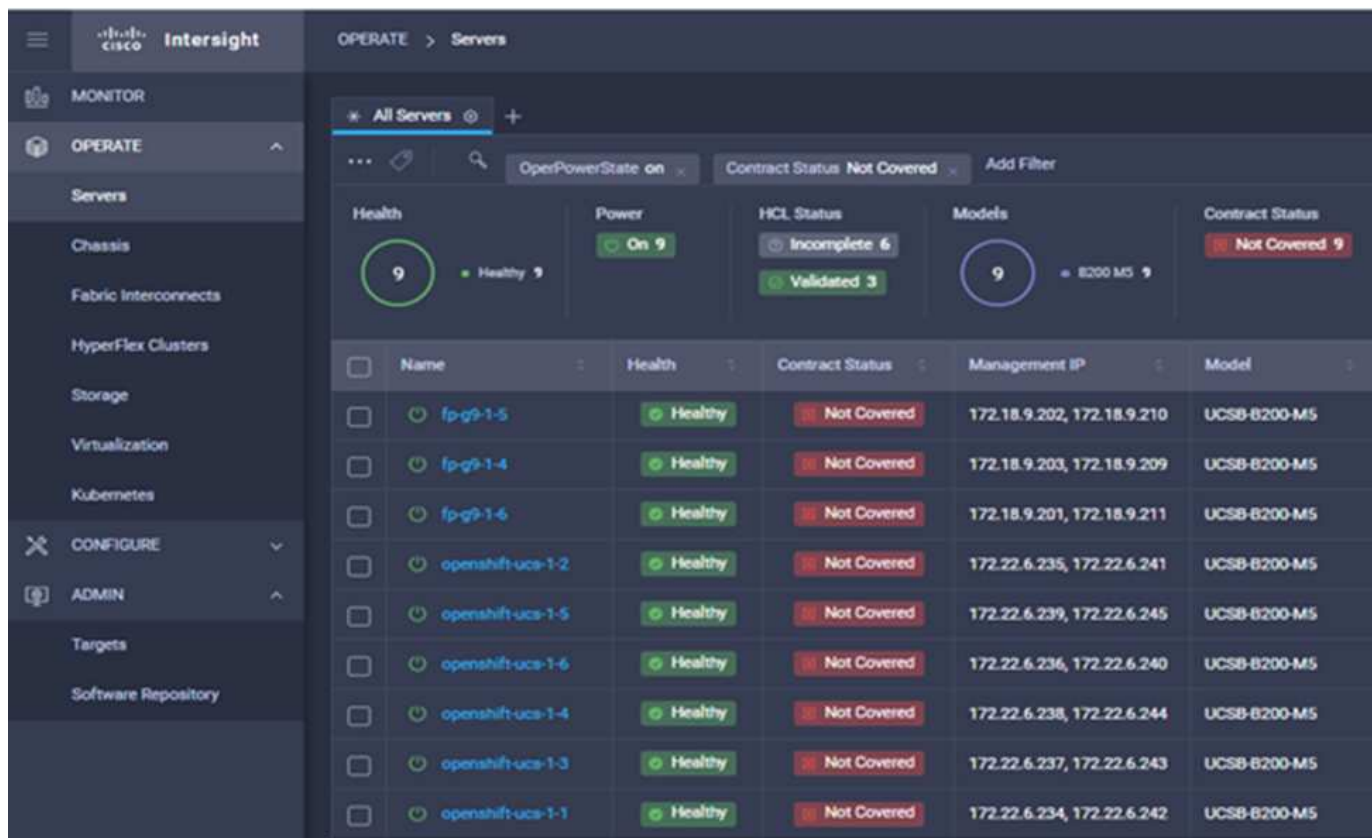 cisco Intersight
OPERATE > Servers
MONITOR
OPERATE
Servers
Chassis
Fabric Interconnects
HyperFlex Clusters
Storage
Virtualization
Kubernetes
CONFIGURE
ADMIN
Targets
Software Repository
All Servers
+
... OperPowerState on × Contract Status Not Covered × Add Filter
Health Power HCL Status Models Contract Status
9 Healthy 9 On 9 Incomplete 6 9 B200 M5 9 Not Covered 9
Validated 3
Name Health Contract Status Management IP Model
fp-g9-1-5 Healthy Not Covered 172.18.9.202, 172.18.9.210 UCSB-B200-M5
fp-g9-1-4 Healthy Not Covered 172.18.9.203, 172.18.9.209 UCSB-B200-M5
fp-g9-1-6 Healthy Not Covered 172.18.9.201, 172.18.9.211 UCSB-B200-M5
openshift-ucs-1-2 Healthy Not Covered 172.22.6.235, 172.22.6.241 UCSB-B200-M5
openshift-ucs-1-5 Healthy Not Covered 172.22.6.239, 172.22.6.245 UCSB-B200-M5
openshift-ucs-1-6 Healthy Not Covered 172.22.6.236, 172.22.6.240 UCSB-B200-M5
openshift-ucs-1-4 Healthy Not Covered 172.22.6.238, 172.22.6.244 UCSB-B200-M5
openshift-ucs-1-3 Healthy Not Covered 172.22.6.237, 172.22.6.243 UCSB-B200-M5
openshift-ucs-1-1 Healthy Not Covered 172.22.6.234, 172.22.6.242 UCSB-B200-M5